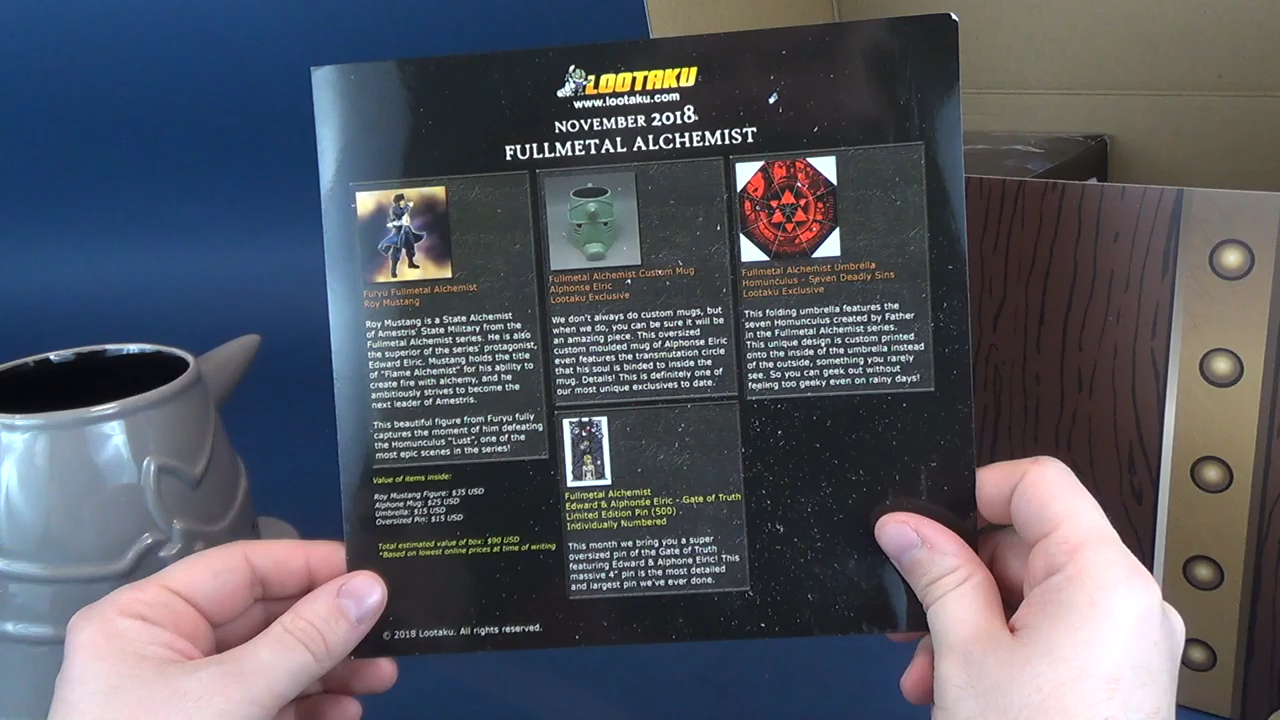 LOOTAKU
www.lootaku.com
NOVEMBER 2018
FULLMETAL ALCHEMIST
Furyu Fullmetal Alchemist
Roy Mustang
Roy Mustang is a State Alchemist
of Amestris' State Military from the
Fullmetal Alchemist series. He is also
the superior of the series' protagonist,
Edward Elric. Mustang holds the title
of "Flame Alchemist" for his ability to
create fire with alchemy, and he
ambitiously strives to become the
next leader of Amestris.
This beautiful figure from Furyu fully
captures the moment of him defeating
the Homunculus "Lust", one of the
most epic scenes in the series!
Value of items inside:
Roy Mustang Figure: $35 USD
Alphone Mug: $25 USD
Umbrella: $15 USD
Oversized Pin: $15 USD
Total estimated value of box: $90 USD
*Based on lowest online prices at time of writing
© 2018 Lootaku. All rights reserved.
Fullmetal Alchemist Custom Mug
Alphonse Elric
Lootaku Exclusive
We don't always do custom mugs, but
when we do, you can be sure it will be
an amazing piece. This oversized
custom moulded mug of Alphonse Elric
even features the transmutation circle
that his soul is binded to inside the
mug. Details! This is definitely one of
our most unique exclusives to date.
Fullmetal Alchemist Umbrella
Homunculus - Seven Deadly Sins
Lootaku Exclusive
This folding umbrella features the
seven Homunculus created by Father
in the Fullmetal Alchemist series.
This unique design is custom printed
onto the inside of the umbrella instead
of the outside, something you rarely
see. So you can geek out without
feeling too geeky even on rainy days!
Fullmetal Alchemist
Edward & Alphonse Elric - Gate of Truth
Limited Edition Pin (500)
Individually Numbered
This month we bring you a super
oversized pin of the Gate of Truth
featuring Edward & Alphone Elric! This
massive 4" pin is the most detailed
and largest pin we've ever done.